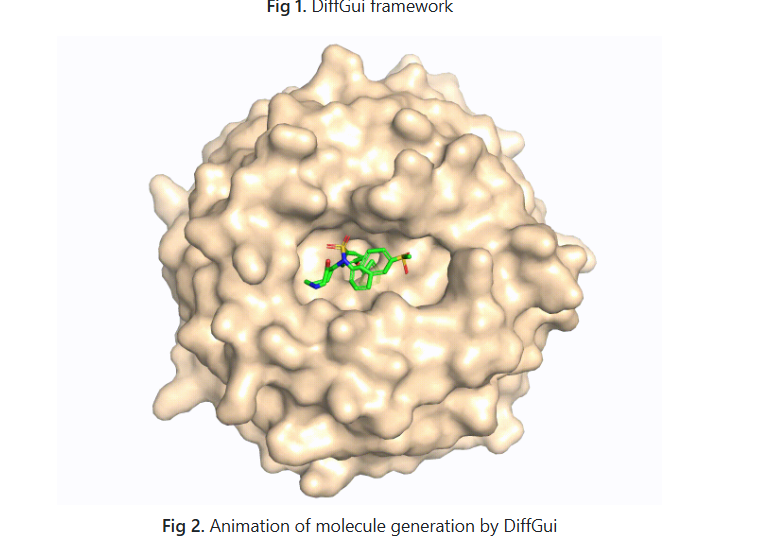 Fig 1. DiffGui framework
Fig 2. Animation of molecule generation by DiffGui